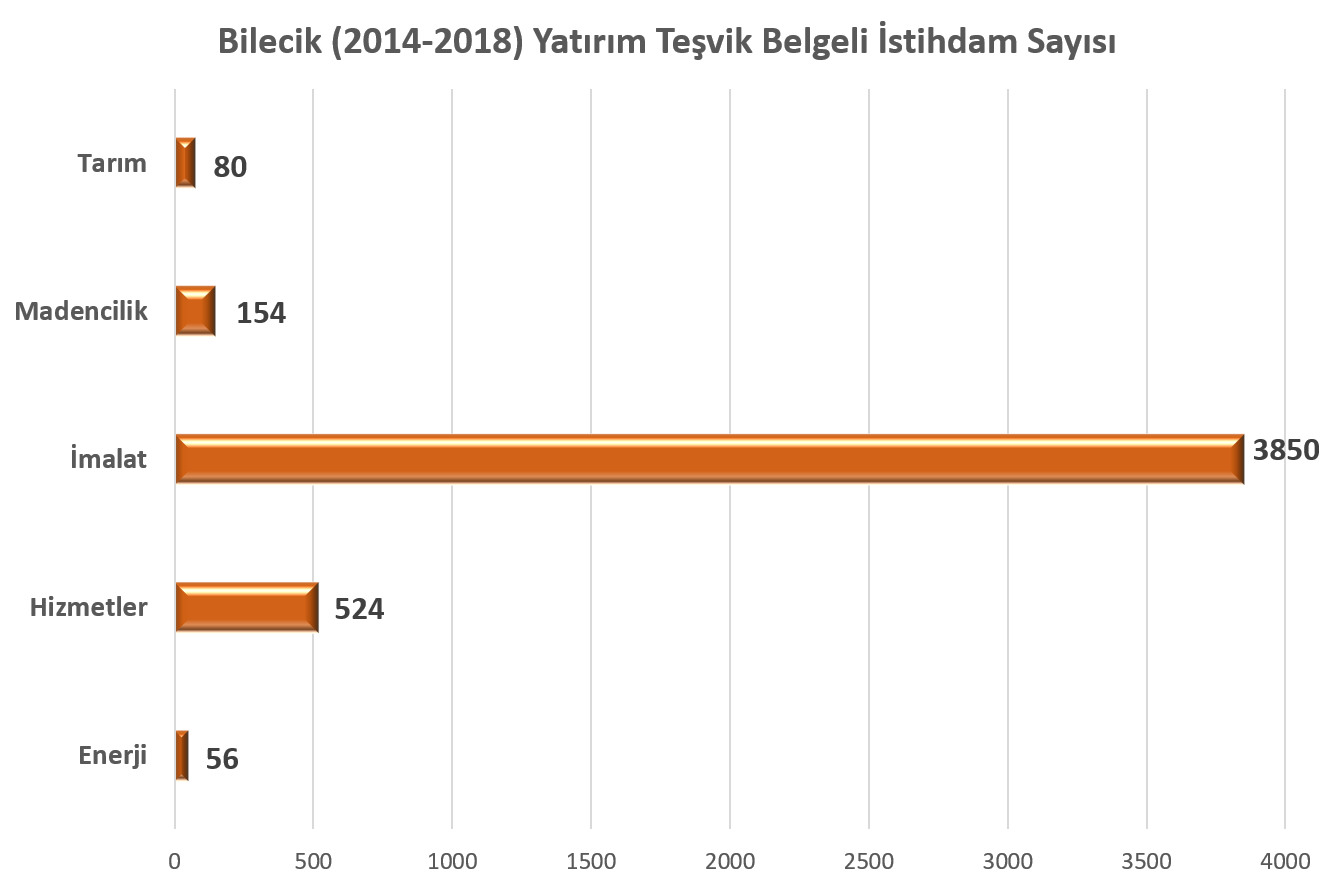 Bilecik (2014-2018) Yatırım Teşvik Belgeli İstihdam Sayısı
Tarım 80
Madencilik 154
İmalat 3850
Hizmetler 524
Enerji 56
0 500 1000 1500 2000 2500 3000 3500 4000